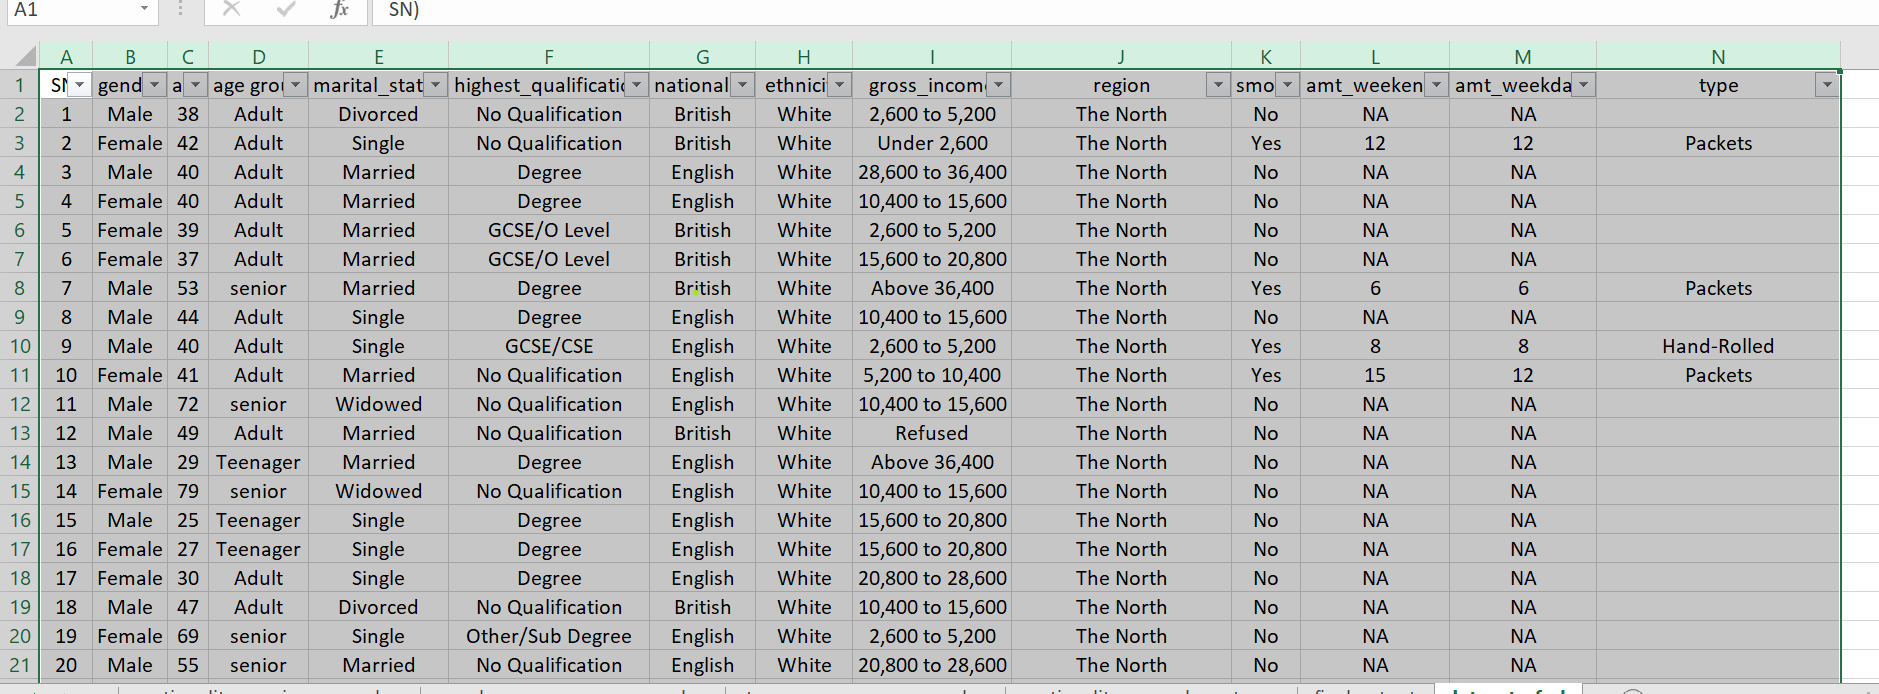 A1 fx SN)
A B C D E F G H I J K L M N
1 SN gend a age grou marital_stat highest_qualificatio national ethnici gross_incom region smo amt_weeken amt_weekda type
2 1 Male 38 Adult Divorced No Qualification British White 2,600 to 5,200 The North No NA NA
3 2 Female 42 Adult Single No Qualification British White Under 2,600 The North Yes 12 12 Packets
4 3 Male 40 Adult Married Degree English White 28,600 to 36,400 The North No NA NA
5 4 Female 40 Adult Married Degree English White 10,400 to 15,600 The North No NA NA
6 5 Female 39 Adult Married GCSE/O Level British White 2,600 to 5,200 The North No NA NA
7 6 Female 37 Adult Married GCSE/O Level British White 15,600 to 20,800 The North No NA NA
8 7 Male 53 senior Married Degree British White Above 36,400 The North Yes 6 6 Packets
9 8 Male 44 Adult Single Degree English White 10,400 to 15,600 The North No NA NA
10 9 Male 40 Adult Single GCSE/CSE English White 2,600 to 5,200 The North Yes 8 8 Hand-Rolled
11 10 Female 41 Adult Married No Qualification English White 5,200 to 10,400 The North Yes 15 12 Packets
12 11 Male 72 senior Widowed No Qualification English White 10,400 to 15,600 The North No NA NA
13 12 Male 49 Adult Married No Qualification British White Refused The North No NA NA
14 13 Male 29 Teenager Married Degree English White Above 36,400 The North No NA NA
15 14 Female 79 senior Widowed No Qualification English White 10,400 to 15,600 The North No NA NA
16 15 Male 25 Teenager Single Degree English White 15,600 to 20,800 The North No NA NA
17 16 Female 27 Teenager Single Degree English White 15,600 to 20,800 The North No NA NA
18 17 Female 30 Adult Single Degree English White 20,800 to 28,600 The North No NA NA
19 18 Male 47 Adult Divorced No Qualification British White 10,400 to 15,600 The North No NA NA
20 19 Female 69 senior Single Other/Sub Degree English White 2,600 to 5,200 The North No NA NA
21 20 Male 55 senior Married No Qualification English White 20,800 to 28,600 The North No NA NA